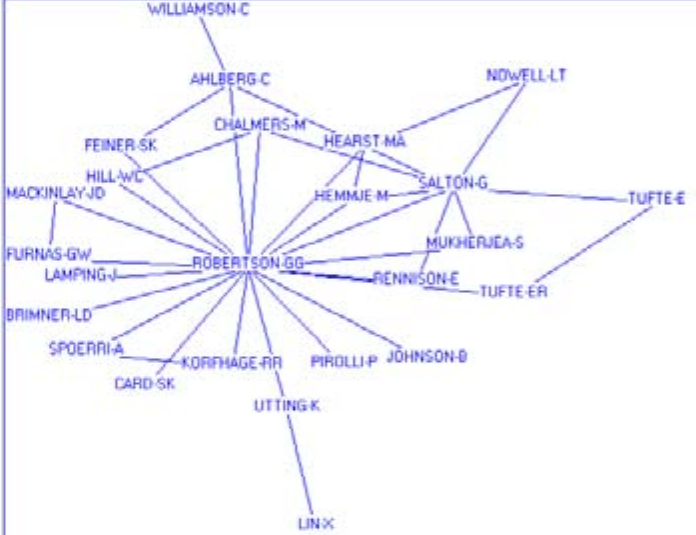 WILLIAMSON-C
AHLBERG-C
NOWELL-LT
CHALMERS-M
HEARST-MA
FEINER-SK
HILL-WC
MACKINLAY-JD
HEMMJE-M
SALTON-G
TUFTE-E
MUKHERJEA-S
FURNAS-GW
ROBERTSON-GG
LAMPING-J
RENNISON-E
TUFTE-ER
BRIMNER-LD
SPOERRI-A
KORFHAGE-RR
PIROLLI-P
JOHNSON-B
CARD-SK
UTTING-K
LIN-X